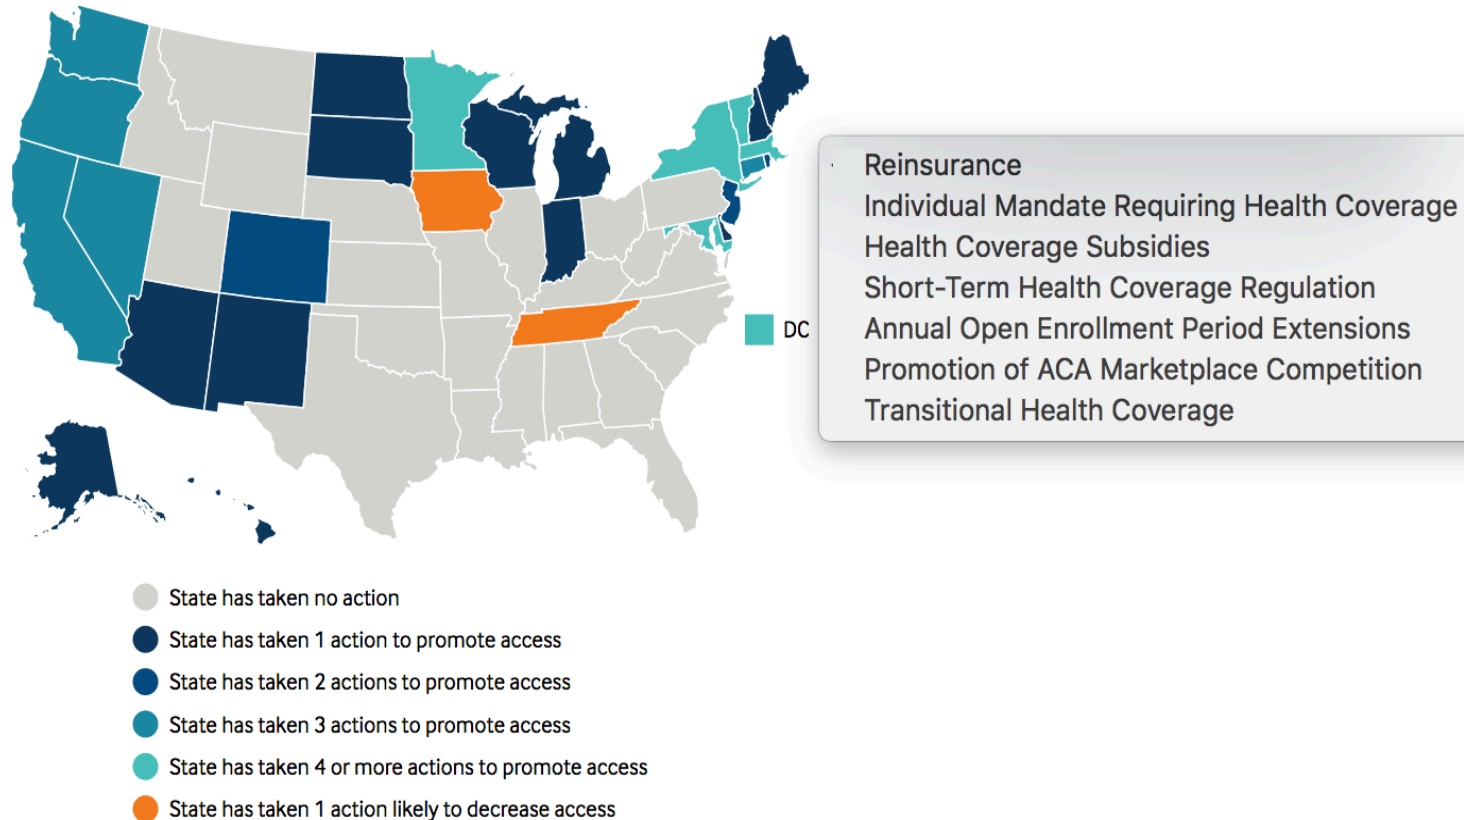 Reinsurance
Individual Mandate Requiring Health Coverage
Health Coverage Subsidies
Short-Term Health Coverage Regulation
Annual Open Enrollment Period Extensions
Promotion of ACA Marketplace Competition
Transitional Health Coverage
DC
State has taken no action
State has taken 1 action to promote access
State has taken 2 actions to promote access
State has taken 3 actions to promote access
State has taken 4 or more actions to promote access
State has taken 1 action likely to decrease access